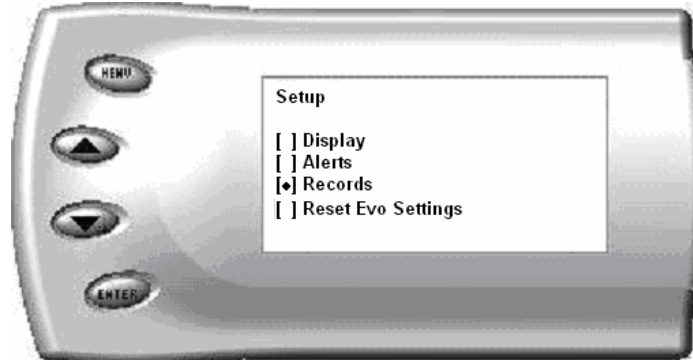 MENU
Setup
[ ] Display
[ ] Alerts
[♦] Records
[ ] Reset Evo Settings
ENTER